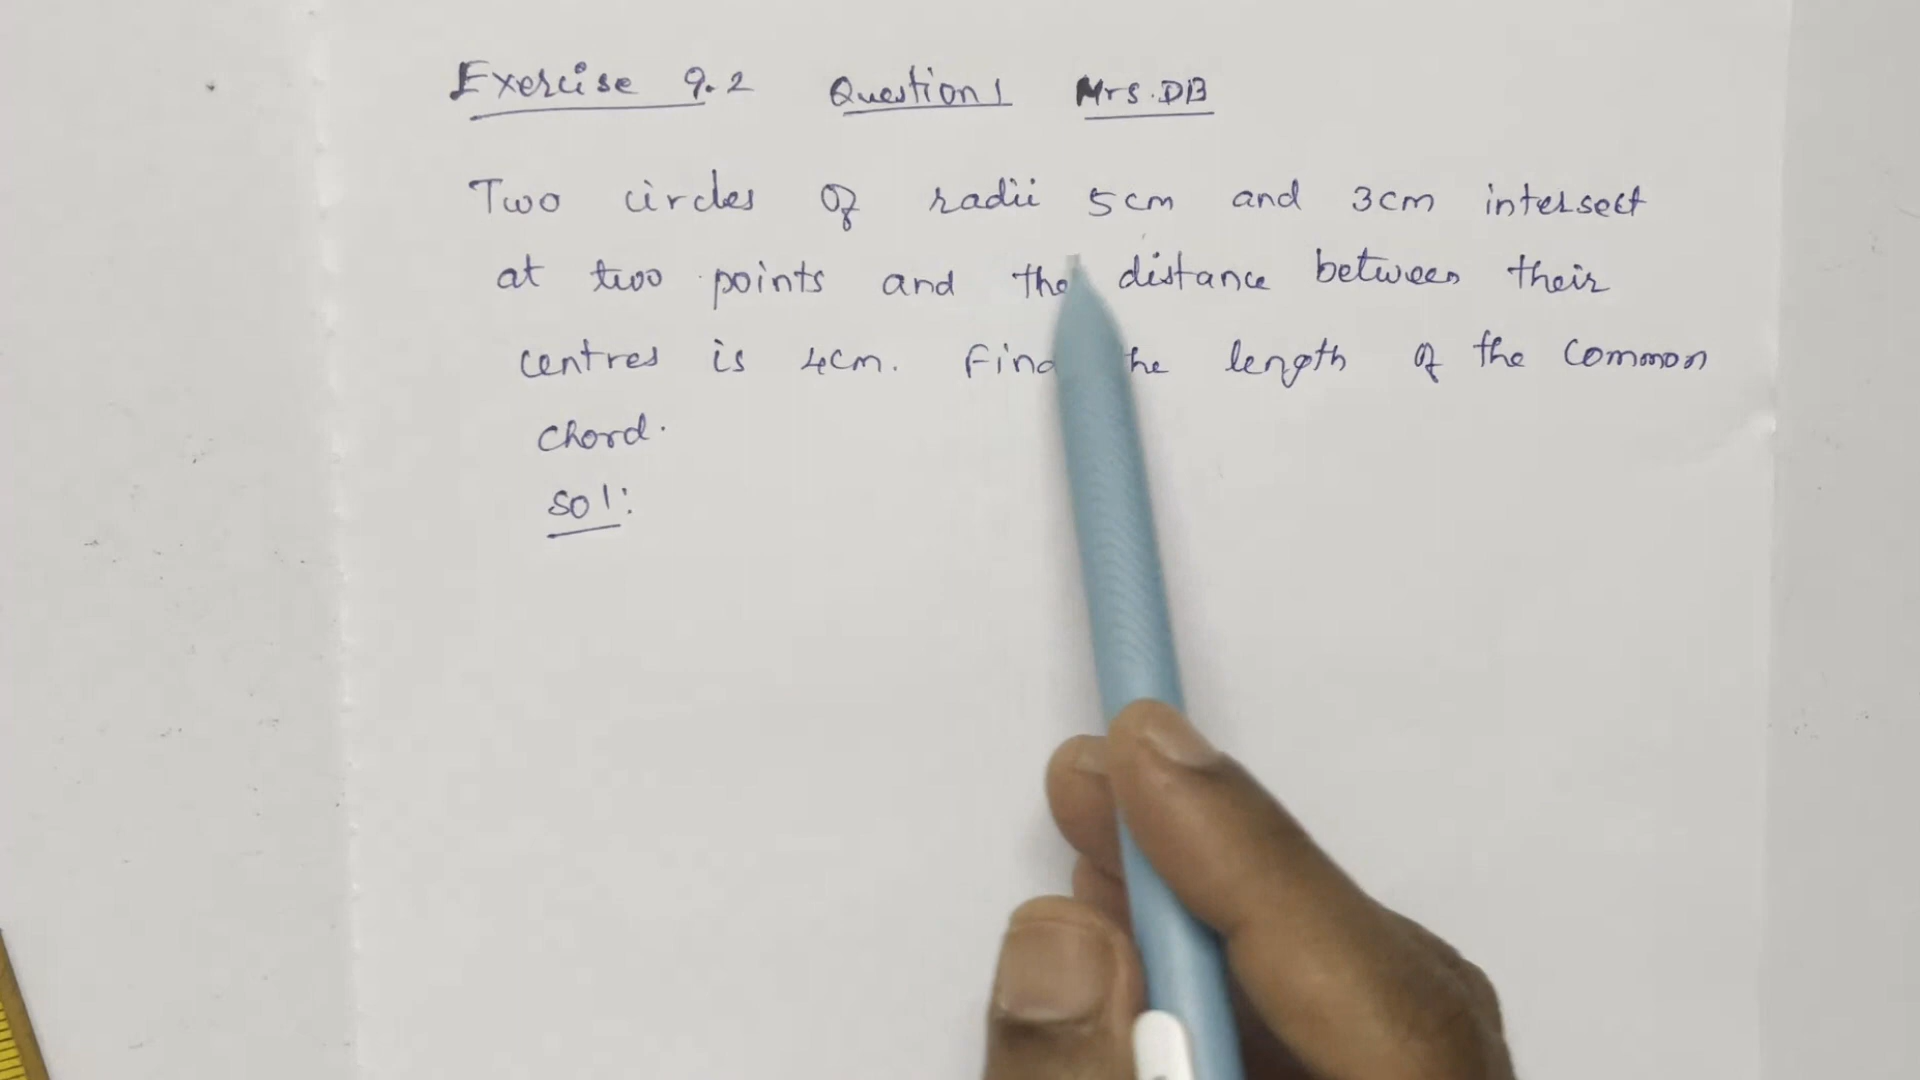 Exercise 9.2 Question 1 Mrs. DB
Two circles of radii 5cm and 3cm intersect
at two points and the distance between their
centres is 4cm. Find he length of the common
chord.
Sol: